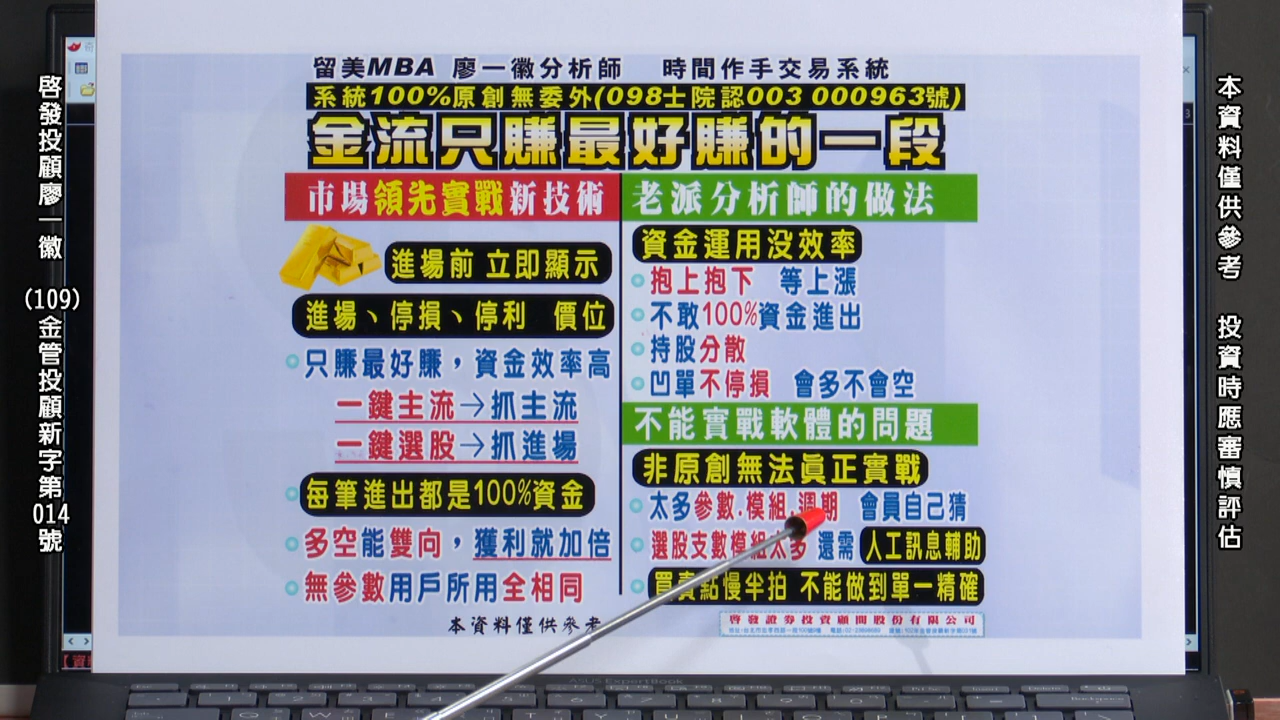 啓發投顧廖一徽 (109)金管投顧新字第014號
留美MBA 廖一徽分析師 時間作手交易系統
系統100%原創無委外(098士院認003 000963號)
金流只賺最好賺的一段
市場領先實戰新技術
進場前 立即顯示
進場、停損、停利 價位
只賺最好賺，資金效率高
一鍵主流→抓主流
一鍵選股→抓進場
每筆進出都是100%資金
多空能雙向，獲利就加倍
無參數用戶所用全相同
老派分析師的做法
資金運用没效率
抱上抱下 等上漲
不敢100%資金進出
持股分散
凹單不停損 會多不會空
不能實戰軟體的問題
非原創無法眞正實戰
太多參數.模組.週期 會員自己猜
選股支數模組太多 還需 人工訊息輔助
買賣點慢半拍 不能做到單一精確
本資料僅供參考
啓發證券投資顧問股份有限公司
ASUS ExpertBook
本資料僅供參考 投資時應審慎評估